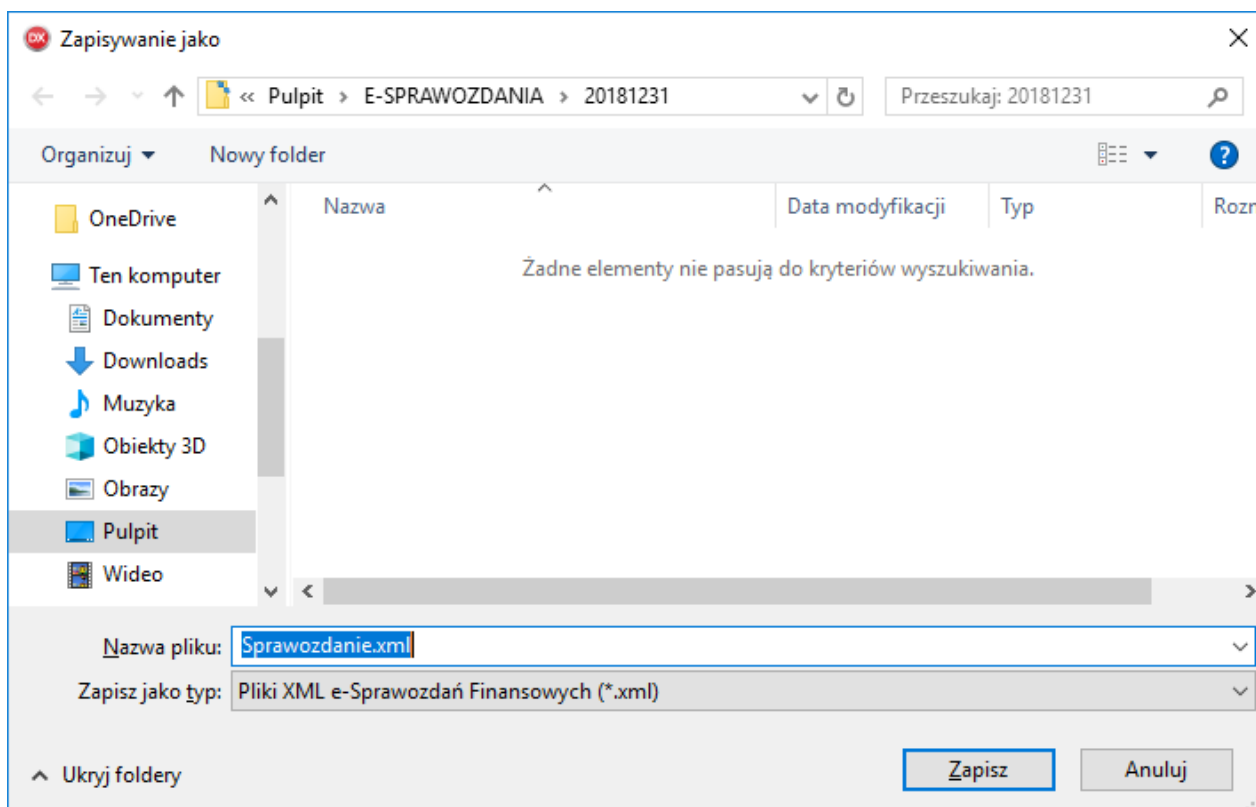 DX Zapisywanie jako
« Pulpit > E-SPRAWOZDANIA > 20181231 Przeszukaj: 20181231
Organizuj Nowy folder ?
Nazwa Data modyfikacji Typ Rozm
OneDrive
Żadne elementy nie pasują do kryteriów wyszukiwania.
Ten komputer
Dokumenty
Downloads
Muzyka
Obiekty 3D
Obrazy
Pulpit
Wideo
Nazwa pliku: Sprawozdanie.xml
Zapisz jako typ: Pliki XML e-Sprawozdań Finansowych (*.xml)
Ukryj foldery Zapisz Anuluj